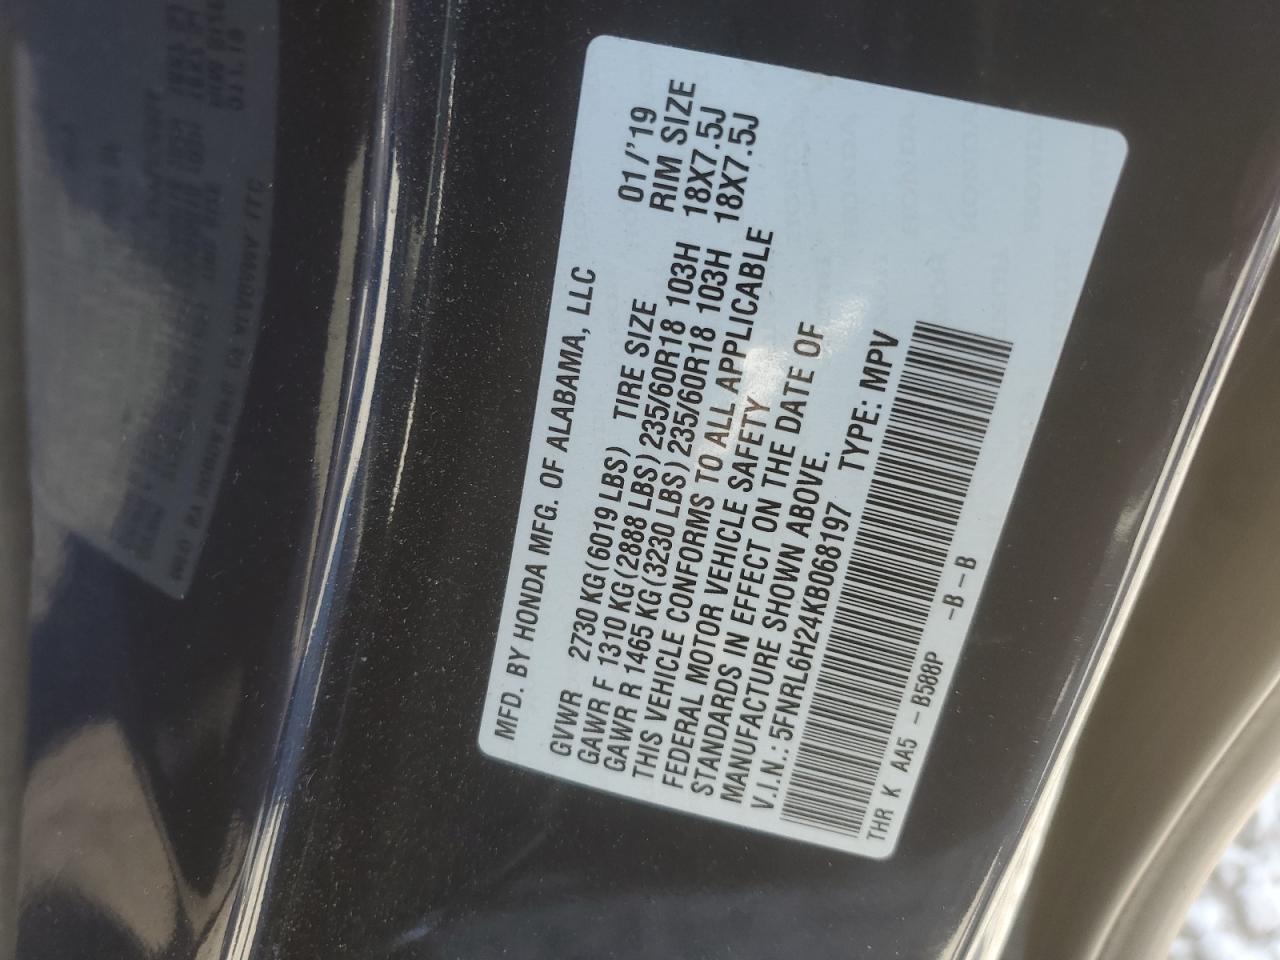 MFD. BY HONDA MFG. OF ALABAMA, LLC 01/'19
GVWR 2730 KG(6019 LBS) TIRE SIZE RIM SIZE
GAWR F 1310 KG(2888 LBS) 235/60R18 103H 18X7.5J
GAWR R 1465 KG(3230 LBS) 235/60R18 103H 18X7.5J
THIS VEHICLE CONFORMS TO ALL APPLICABLE
FEDERAL MOTOR VEHICLE SAFETY
STANDARDS IN EFFECT ON THE DATE OF
MANUFACTURE SHOWN ABOVE.
V.I.N.: 5FNRL6H24KB068197 TYPE: MPV
THR K AA5 - B588P -B - B